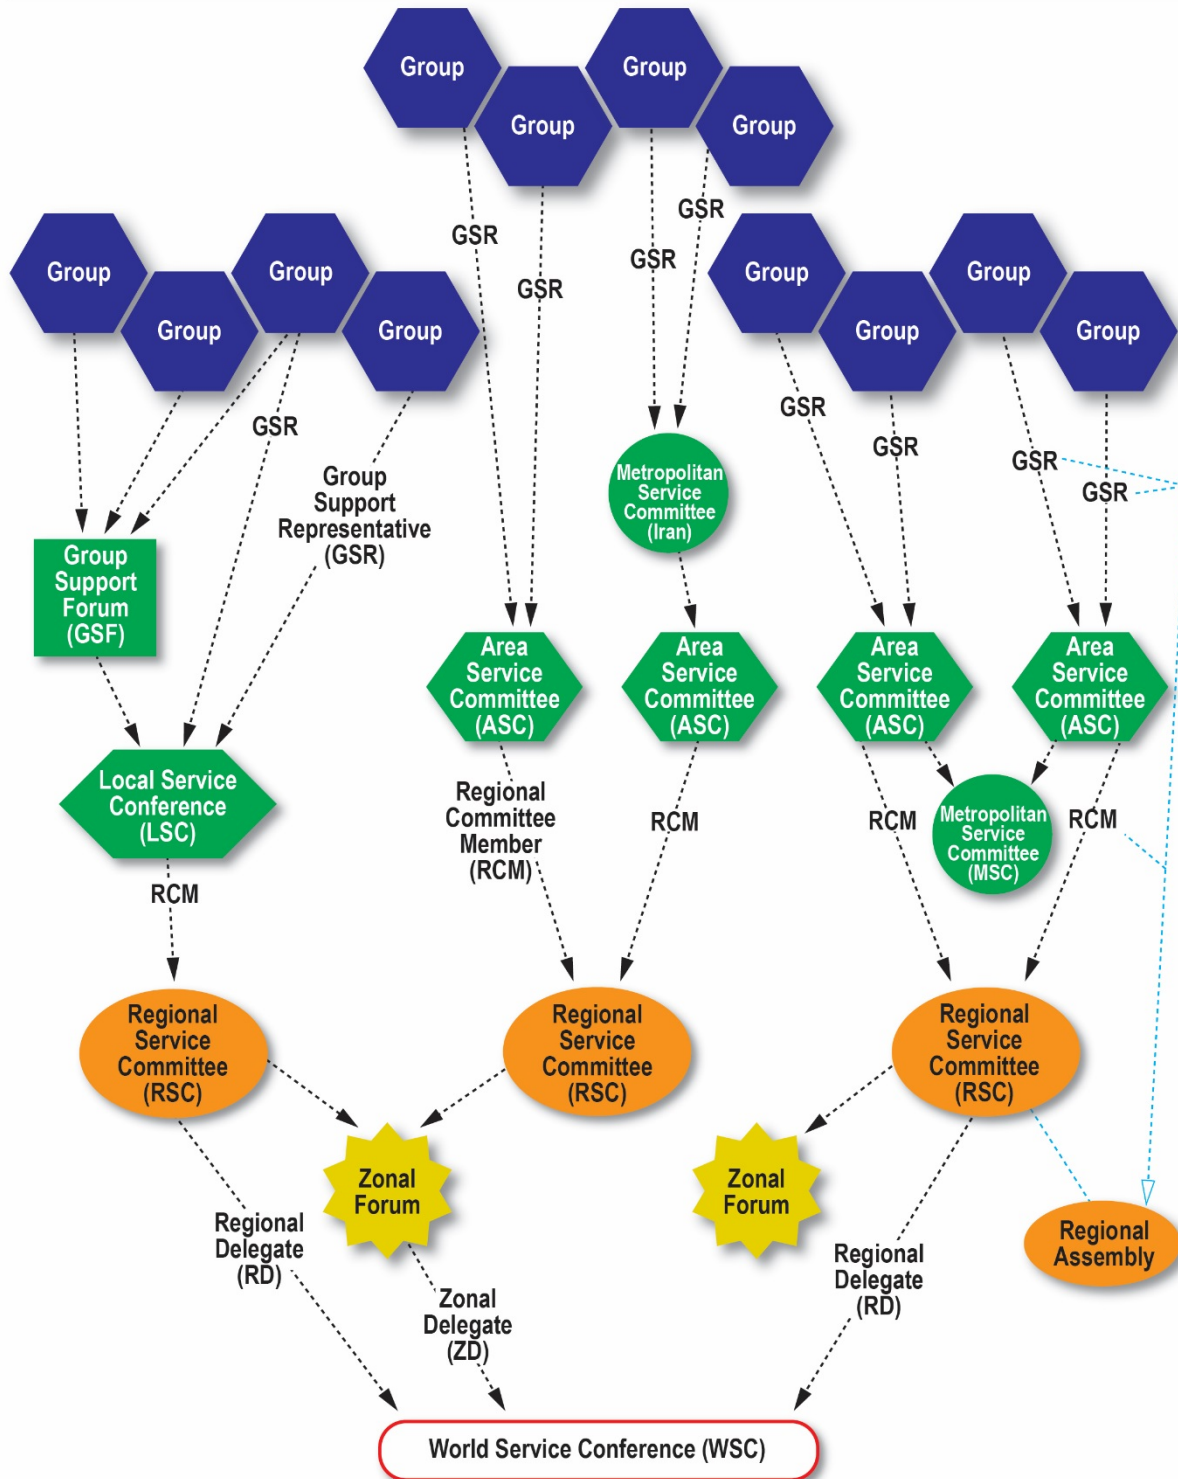 Group
Group
Group
Group
GSR
GSR
GSR
GSR
Group
Group
Group
Group
Group
Group
Group
Group
GSR
Group
Support
Representative
(GSR)
GSR
GSR
GSR
GSR
Metropolitan
Service
Committee
(Iran)
Group
Support
Forum
(GSF)
Area
Service
Committee
(ASC)
Area
Service
Committee
(ASC)
Area
Service
Committee
(ASC)
Area
Service
Committee
(ASC)
Local Service
Conference
(LSC)
Regional
Committee
Member
(RCM)
RCM
RCM
Metropolitan
Service
Committee
(MSC)
RCM
RCM
Regional
Service
Committee
(RSC)
Regional
Service
Committee
(RSC)
Regional
Service
Committee
(RSC)
Zonal
Forum
Zonal
Forum
Regional
Assembly
Regional
Delegate
(RD)
Zonal
Delegate
(ZD)
Regional
Delegate
(RD)
World Service Conference (WSC)